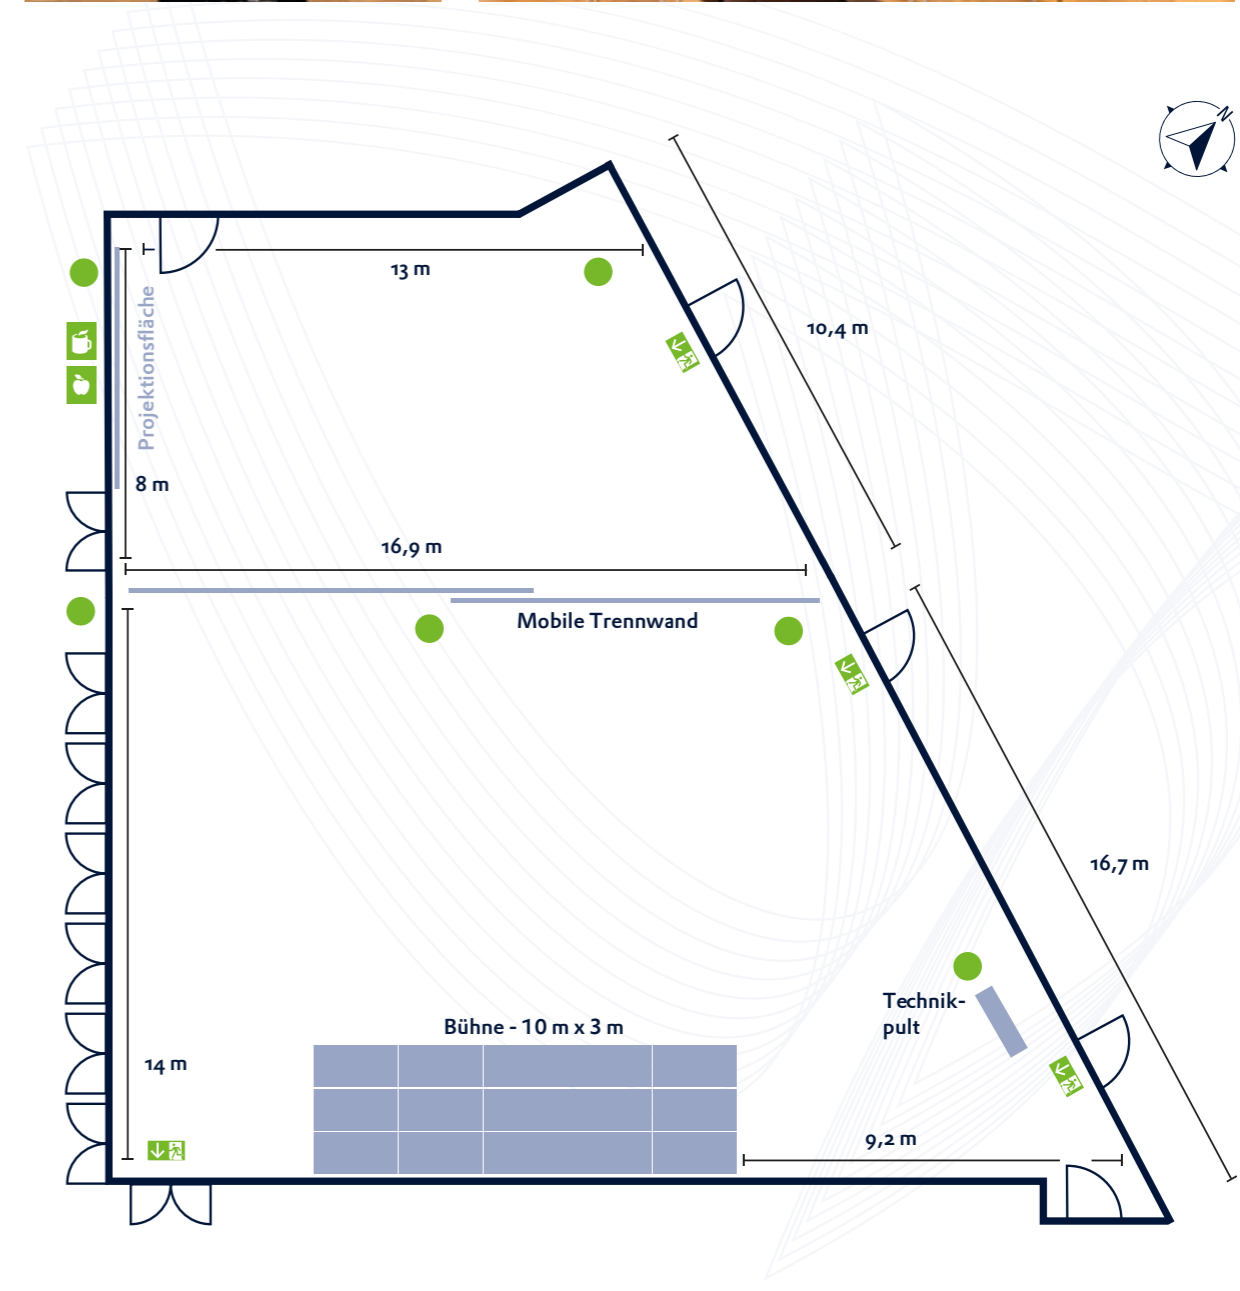 N
13 m
10,4 m
Projektionsfläche
8 m
16,9 m
Mobile Trennwand
16,7 m
Technik-
pult
Bühne - 10 m x 3 m
14 m
9,2 m